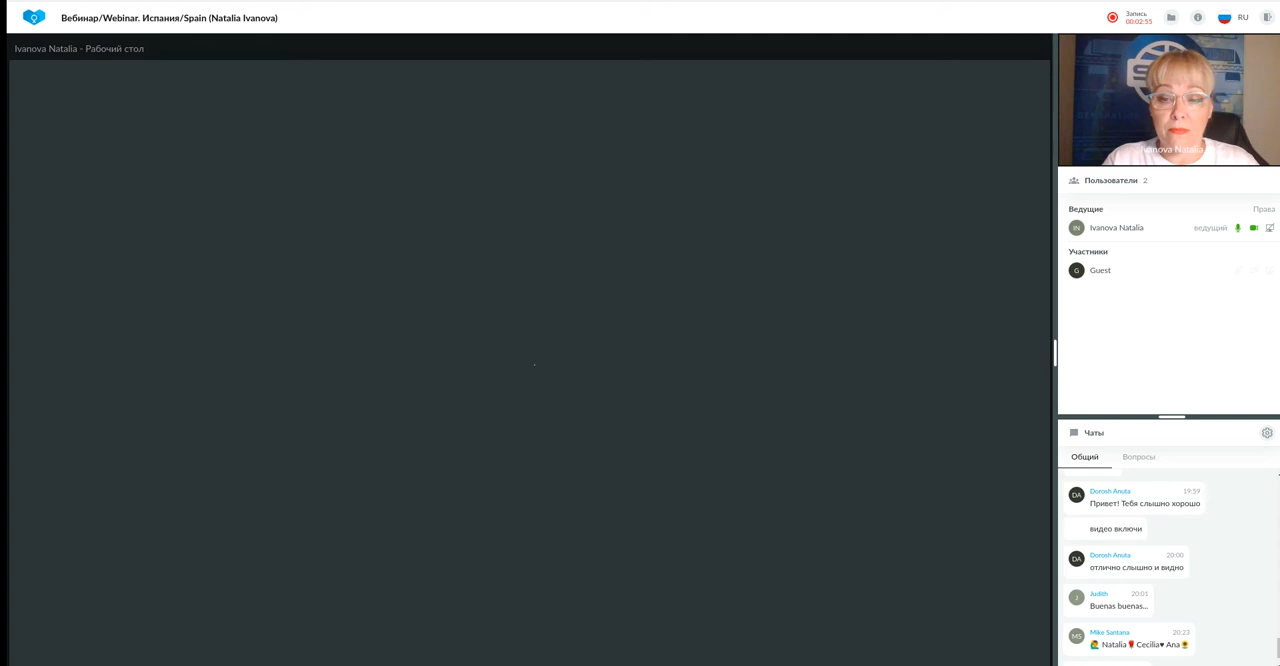 Вебинар/Webinar. Испания/Spain (Natalia Ivanova)
Запись
00:02:55
RU
Ivanova Natalia - Рабочий стол
Ivanova Natalia
Пользователи 2
Ведущие Права
IN Ivanova Natalia ведущий
Участники
G Guest
Чаты
Общий Вопросы
DA Dorosh Anuta 19:59
Привет! Тебя слышно хорошо
видео включи
DA Dorosh Anuta 20:00
отлично слышно и видно
J Judith 20:01
Buenas buenas...
MS Mike Santana 20:23
🙋‍♂️ Natalia🌹Cecilia♥ Ana🌻